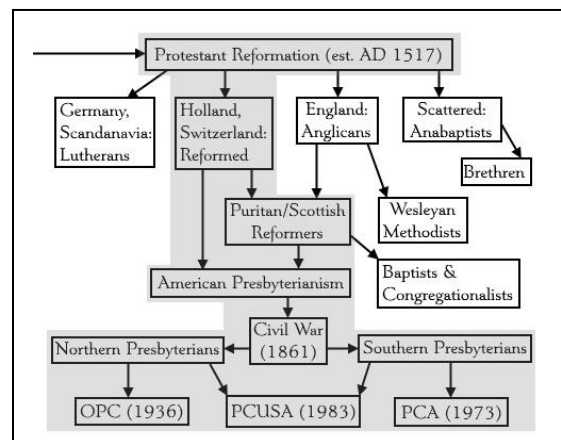 Protestant Reformation (est. AD 1517)
Germany,
Scandanavia:
Lutherans
Holland,
Switzerland:
Reformed
England:
Anglicans
Scattered:
Anabaptists
Brethren
Puritan/Scottish
Reformers
Wesleyan
Methodists
American Presbyterianism
Baptists &
Congregationalists
Civil War
(1861)
Northern Presbyterians
Southern Presbyterians
OPC (1936)
PCUSA (1983)
PCA (1973)